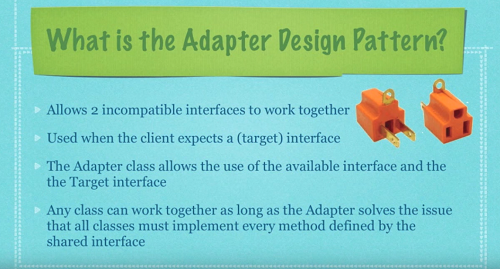 What is the Adapter Design Pattern?
Allows 2 incompatible interfaces to work together
Used when the client expects a (target) interface
The Adapter class allows the use of the available interface and the
the Target interface
Any class can work together as long as the Adapter solves the issue
that all classes must implement every method defined by the
shared interface